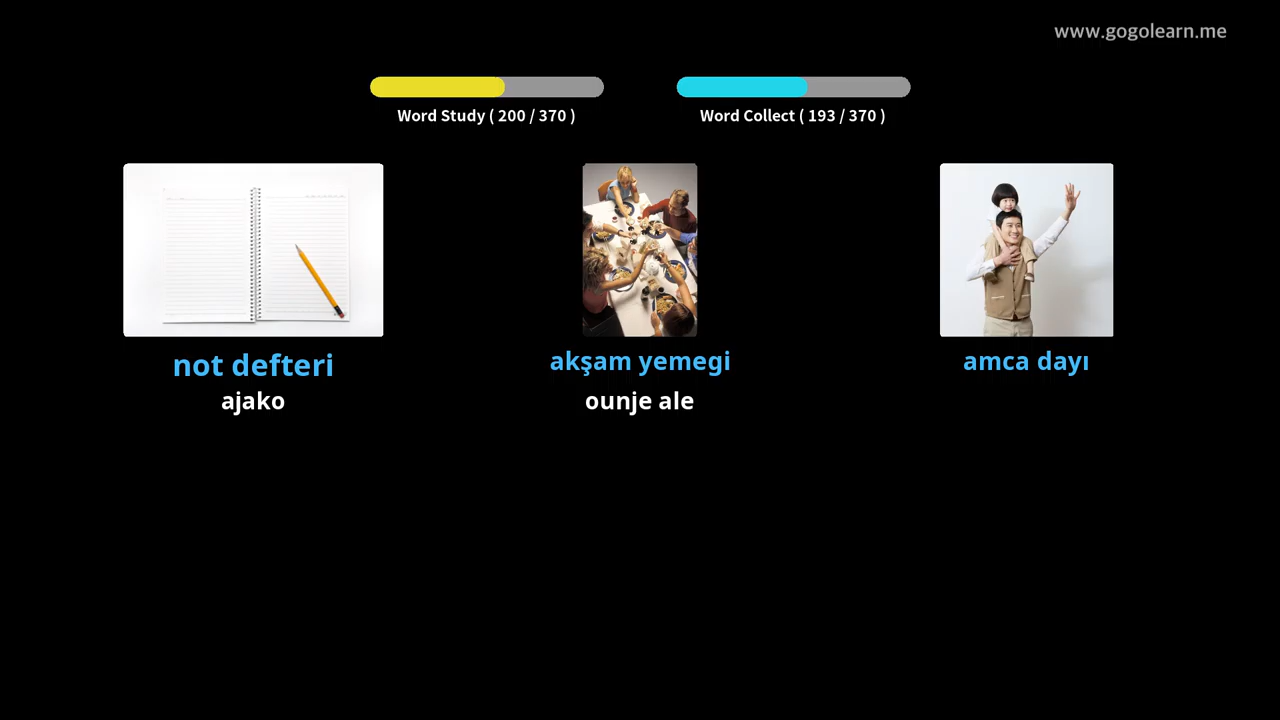 www.gogolearn.me
Word Study ( 200 / 370 )
Word Collect ( 193 / 370 )
not defteri
akşam yemegi
amca dayı
ajako
ounje ale